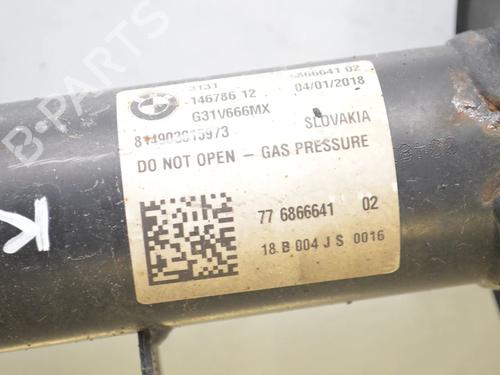 3131
6866641 02
146786 12
04/01/2018
G31V666MX
814903015973
SLOVAKIA
DO NOT OPEN – GAS PRESSURE
77 6866641 02
18 B 004 J S 0016
B-PARTS